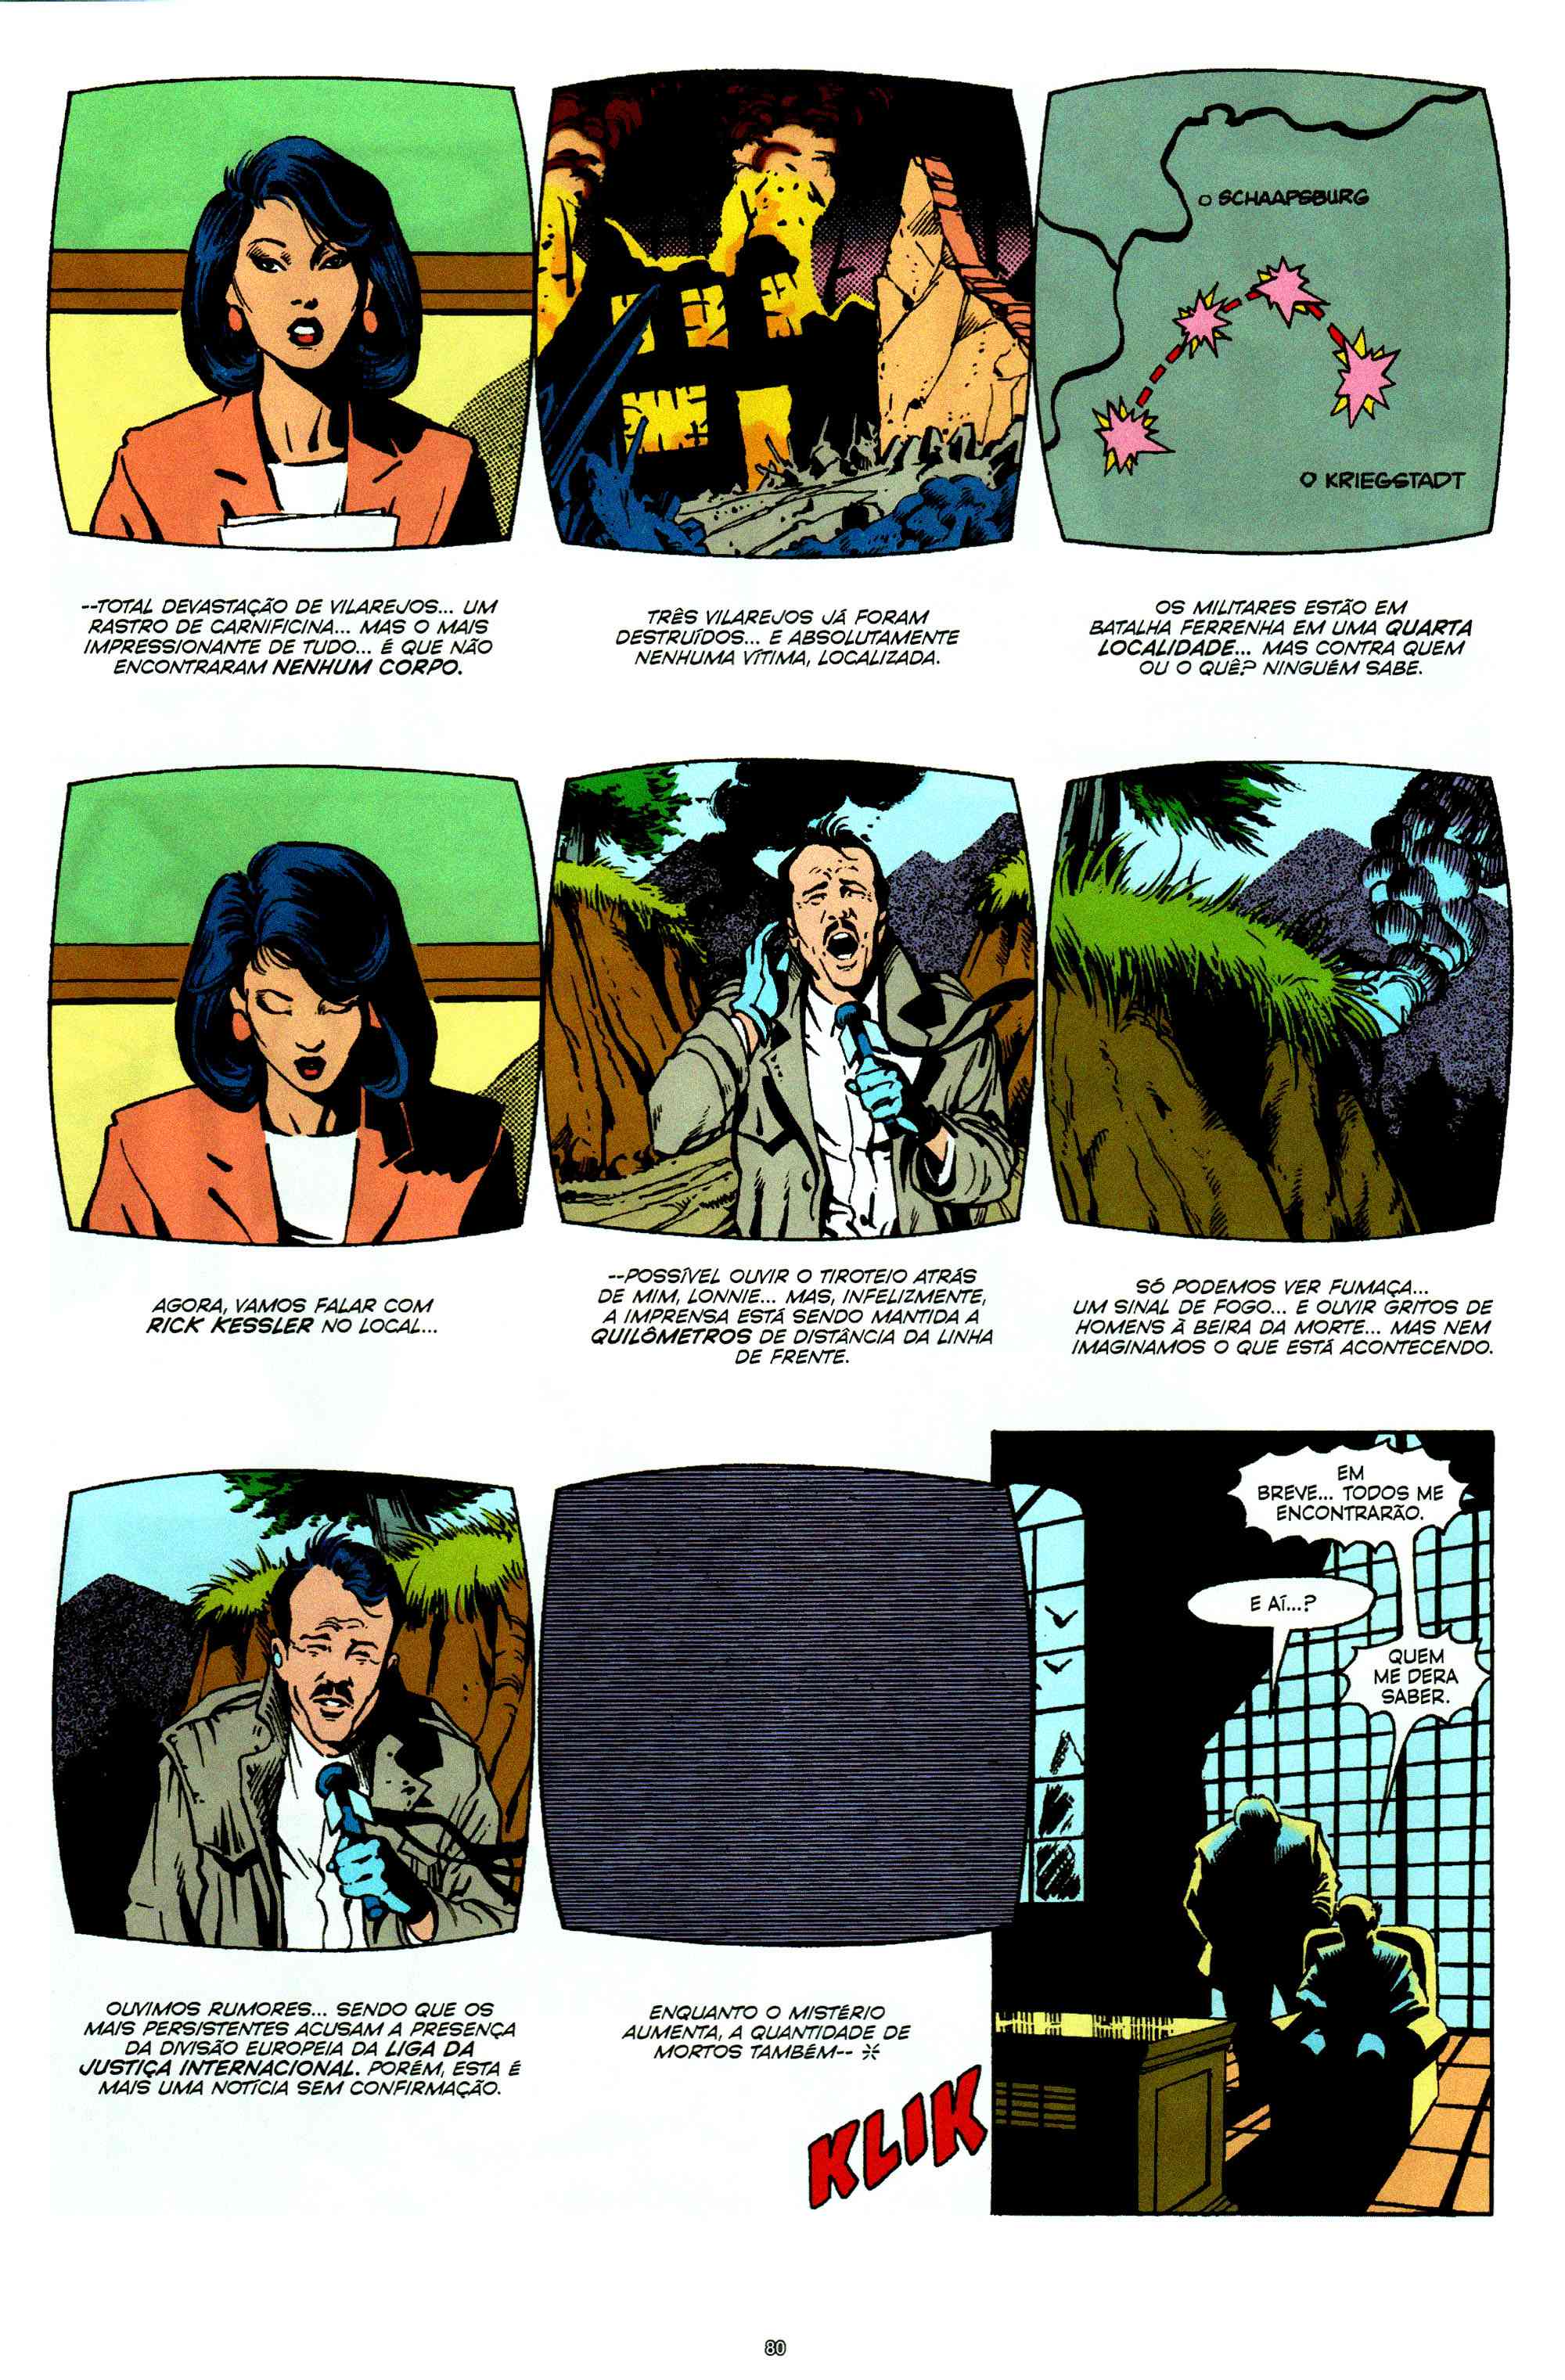 --TOTAL DEVASTAÇÃO DE VILAREJOS... UM
RASTRO DE CARNIFICINA... MAS O MAIS
IMPRESSIONANTE DE TUDO... É QUE NÃO
ENCONTRARAM NENHUM CORPO.
TRÊS VILAREJOS JÁ FORAM
DESTRUÍDOS... E ABSOLUTAMENTE
NENHUMA VÍTIMA, LOCALIZADA.
SCHAAPSBURG
KRIEGSTADT
OS MILITARES ESTÃO EM
BATALHA FERRENHA EM UMA QUARTA
LOCALIDADE... MAS CONTRA QUEM
OU O QUÊ? NINGUÉM SABE.
AGORA, VAMOS FALAR COM
RICK KESSLER NO LOCAL...
--POSSÍVEL OUVIR O TIROTEIO ATRÁS
DE MIM, LONNIE... MAS, INFELIZMENTE,
A IMPRENSA ESTÁ SENDO MANTIDA A
QUILÔMETROS DE DISTÂNCIA DA LINHA
DE FRENTE.
SÓ PODEMOS VER FUMAÇA...
UM SINAL DE FOGO... E OUVIR GRITOS DE
HOMENS À BEIRA DA MORTE... MAS NEM
IMAGINAMOS O QUE ESTÁ ACONTECENDO.
OUVIMOS RUMORES... SENDO QUE OS
MAIS PERSISTENTES ACUSAM A PRESENÇA
DA DIVISÃO EUROPEIA DA LIGA DA
JUSTIÇA INTERNACIONAL. PORÉM, ESTA É
MAIS UMA NOTÍCIA SEM CONFIRMAÇÃO.
ENQUANTO O MISTÉRIO
AUMENTA, A QUANTIDADE DE
MORTOS TAMBÉM--
KLIK
EM
BREVE... TODOS ME
ENCONTRARÃO.
E AÍ...?
QUEM
ME DERA
SABER.
80